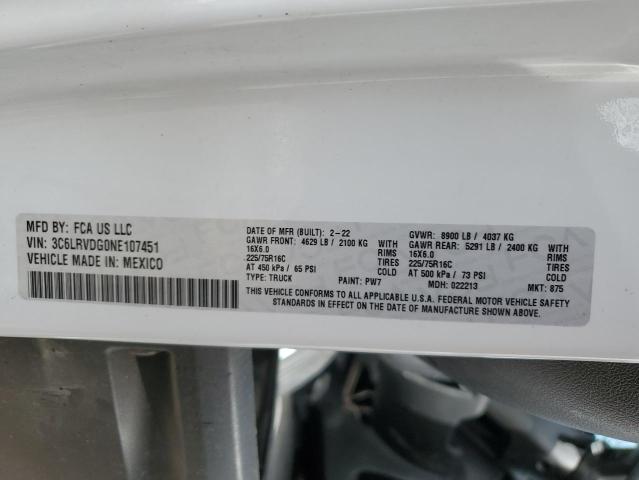 MFD BY: FCA US LLC
VIN: 3C6LRVDG0NE107451
VEHICLE MADE IN: MEXICO
DATE OF MFR (BUILT): 2-22
GAWR FRONT: 4629 LB / 2100 KG
16X6.0 RIMS
225/75R16C TIRES
AT 450 kPa / 65 PSI COLD
TYPE: TRUCK PAINT: PW7
GVWR: 8900 LB / 4037 KG
GAWR REAR: 5291 LB / 2400 KG
16X6.0 RIMS
225/75R16C TIRES
AT 500 kPa / 73 PSI COLD
MDH: 022213 MKT: 875
THIS VEHICLE CONFORMS TO ALL APPLICABLE U.S.A. FEDERAL MOTOR VEHICLE SAFETY
STANDARDS IN EFFECT ON THE DATE OF MANUFACTURE SHOWN ABOVE.